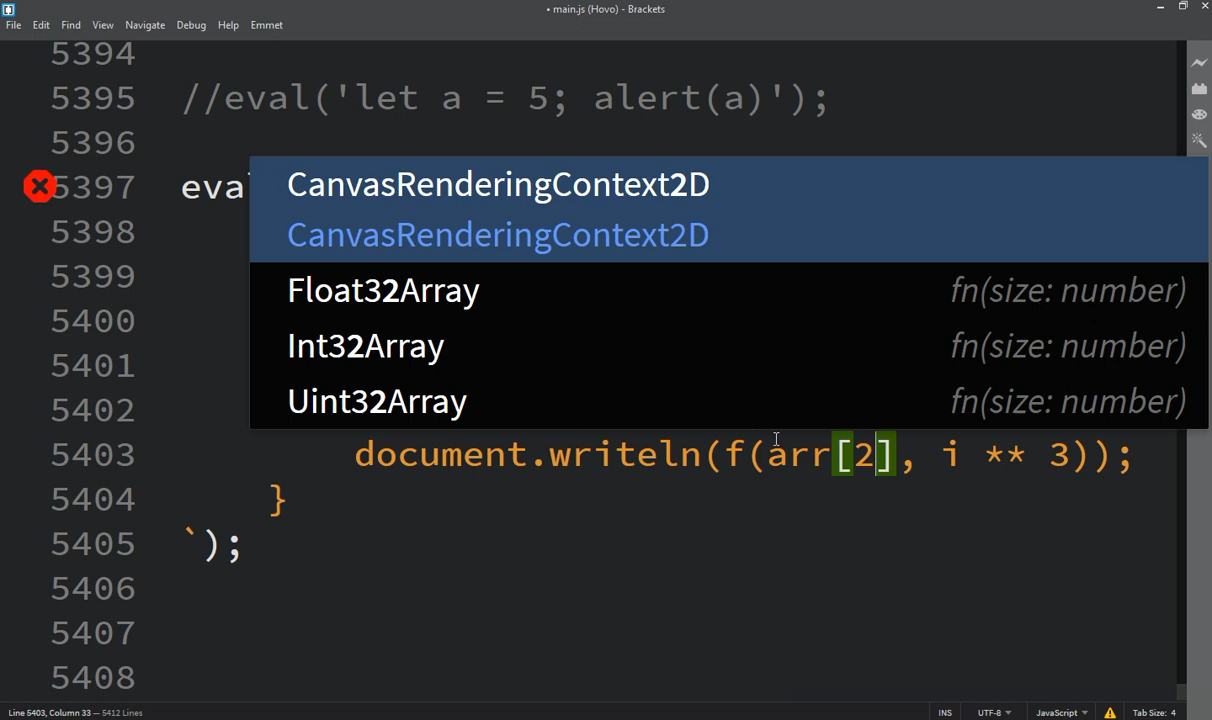 • main.js (Hovo) - Brackets
File Edit Find View Navigate Debug Help Emmet
5394
5395 //eval('let a = 5; alert(a)');
5396
5397 eva
CanvasRenderingContext2D
5398 CanvasRenderingContext2D
5399 Float32Array fn(size: number)
5400
5401 Int32Array fn(size: number)
5402 Uint32Array fn(size: number)
5403 document.writeln(f(arr[2], i ** 3));
5404 }
5405 `);
5406
5407
5408
Line 5403, Column 33 — 5412 Lines INS UTF-8 JavaScript Tab Size: 4